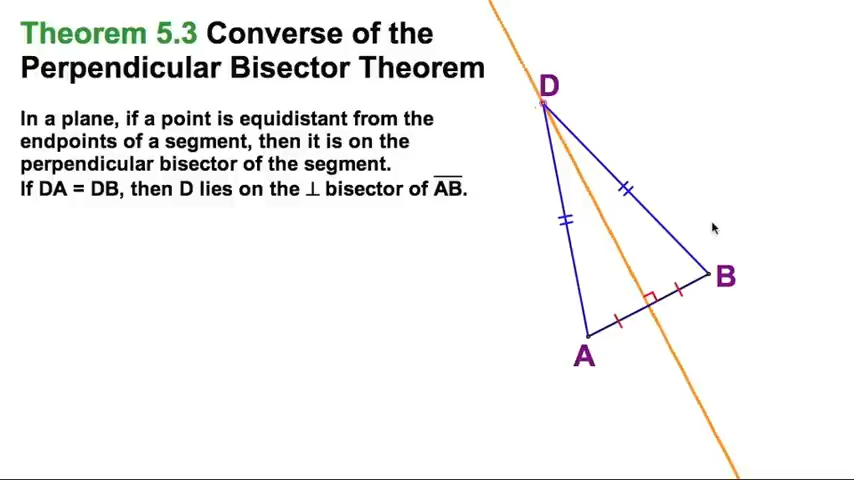 Theorem 5.3 Converse of the
Perpendicular Bisector Theorem
In a plane, if a point is equidistant from the
endpoints of a segment, then it is on the
perpendicular bisector of the segment.
If DA = DB, then D lies on the ⊥ bisector of A̅B̅.
D
B
A